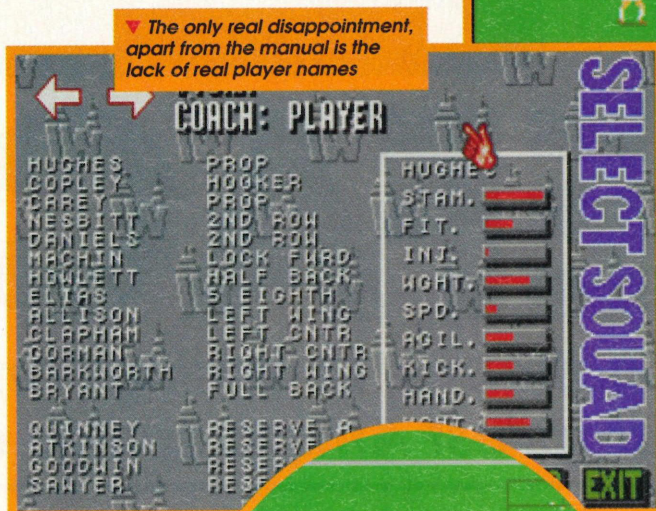 The only real disappointment,
apart from the manual is the
lack of real player names
COACH: PLAYER
SELECT SQUAD
HUGHES PROP
COPLEY HOOKER
CAREY PROP
NESBITT 2ND ROW
DANIELS 2ND ROW
MACHIN LOCK FWRD
HOWLETT HALF BACK
ELIAS 5 EIGHTH
ALLISON LEFT WING
CLAPHAM LEFT CNTR
GORMAN RIGHT CNTR
BARKWORTH RIGHT WING
BRYANT FULL BACK
QUINNEY RESERVE A
ATKINSON RESERVE
GOODWIN RESER
SAWYER RESE
HUGHES
STAM.
FIT.
INJ.
WGHT.
SPD.
AGIL.
KICK.
HAND.
EXIT